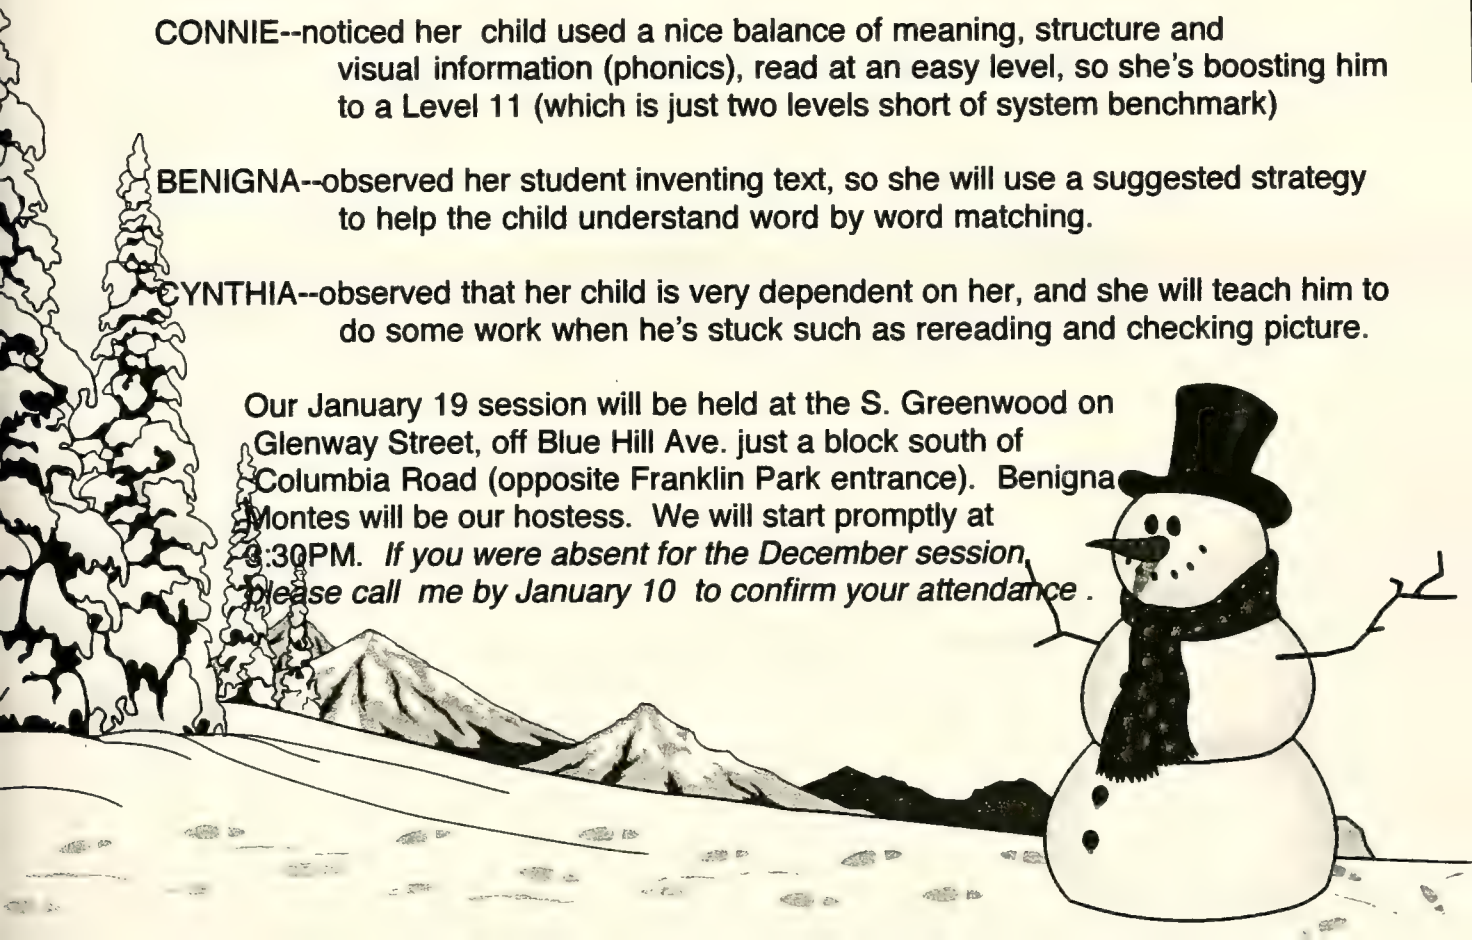 CONNIE--noticed her child used a nice balance of meaning, structure and
visual information (phonics), read at an easy level, so she's boosting him
to a Level 11 (which is just two levels short of system benchmark)
BENIGNA--observed her student inventing text, so she will use a suggested strategy
to help the child understand word by word matching.
CYNTHIA--observed that her child is very dependent on her, and she will teach him to
do some work when he's stuck such as rereading and checking picture.
Our January 19 session will be held at the S. Greenwood on
Glenway Street, off Blue Hill Ave. just a block south of
Columbia Road (opposite Franklin Park entrance). Benigna
Montes will be our hostess. We will start promptly at
3:30PM. If you were absent for the December session,
please call me by January 10 to confirm your attendance .